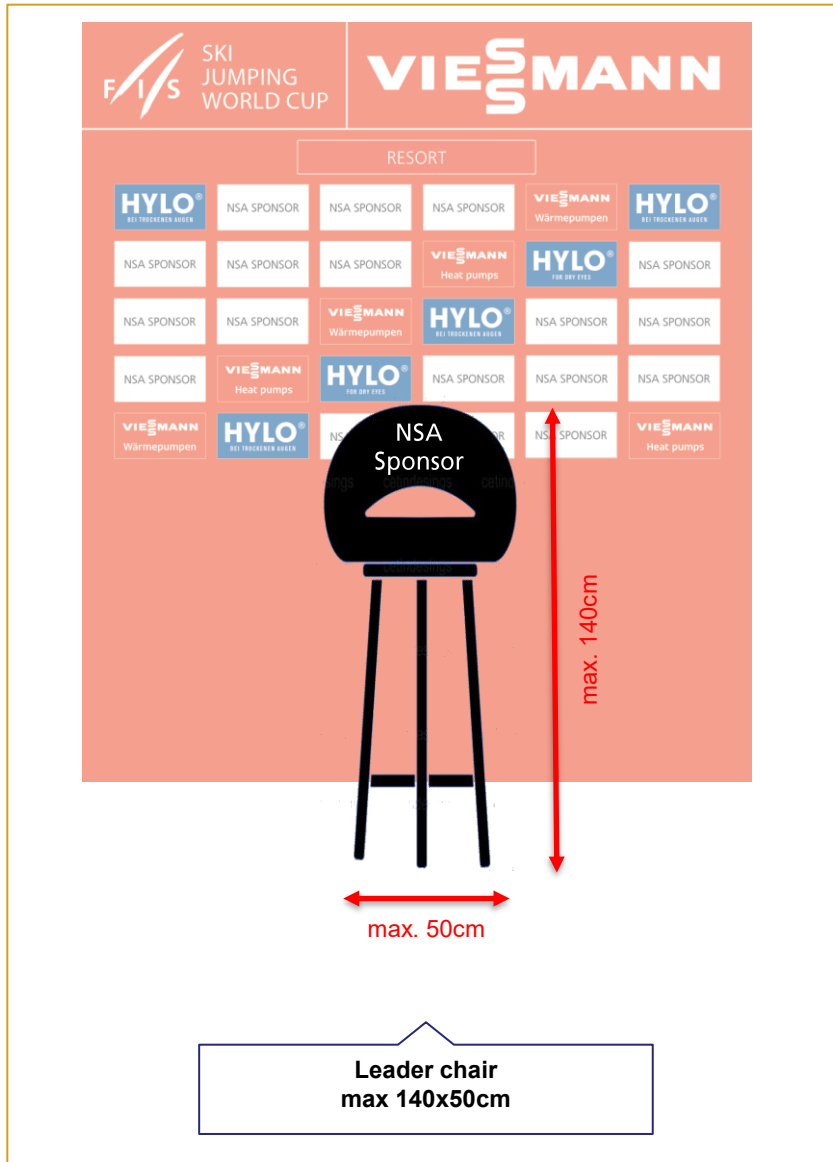 FIS
SKI
JUMPING
WORLD CUP
VIESSMANN
RESORT
HYLO®
BEI TROCKENEN AUGEN
NSA SPONSOR
NSA SPONSOR
NSA SPONSOR
VIESSMANN
Wärmepumpen
HYLO®
BEI TROCKENEN AUGEN
NSA SPONSOR
NSA SPONSOR
NSA SPONSOR
VIESSMANN
Heat pumps
HYLO®
FOR DRY EYES
NSA SPONSOR
NSA SPONSOR
NSA SPONSOR
VIESSMANN
Wärmepumpen
HYLO®
BEI TROCKENEN AUGEN
NSA SPONSOR
NSA SPONSOR
NSA SPONSOR
VIESSMANN
Heat pumps
HYLO®
FOR DRY EYES
NSA SPONSOR
NSA SPONSOR
NSA SPONSOR
VIESSMANN
Wärmepumpen
HYLO®
BEI TROCKENEN AUGEN
NSA SPONSOR
VIESSMANN
Heat pumps
NSA
Sponsor
cetindesings
max. 140cm
max. 50cm
Leader chair
max 140x50cm